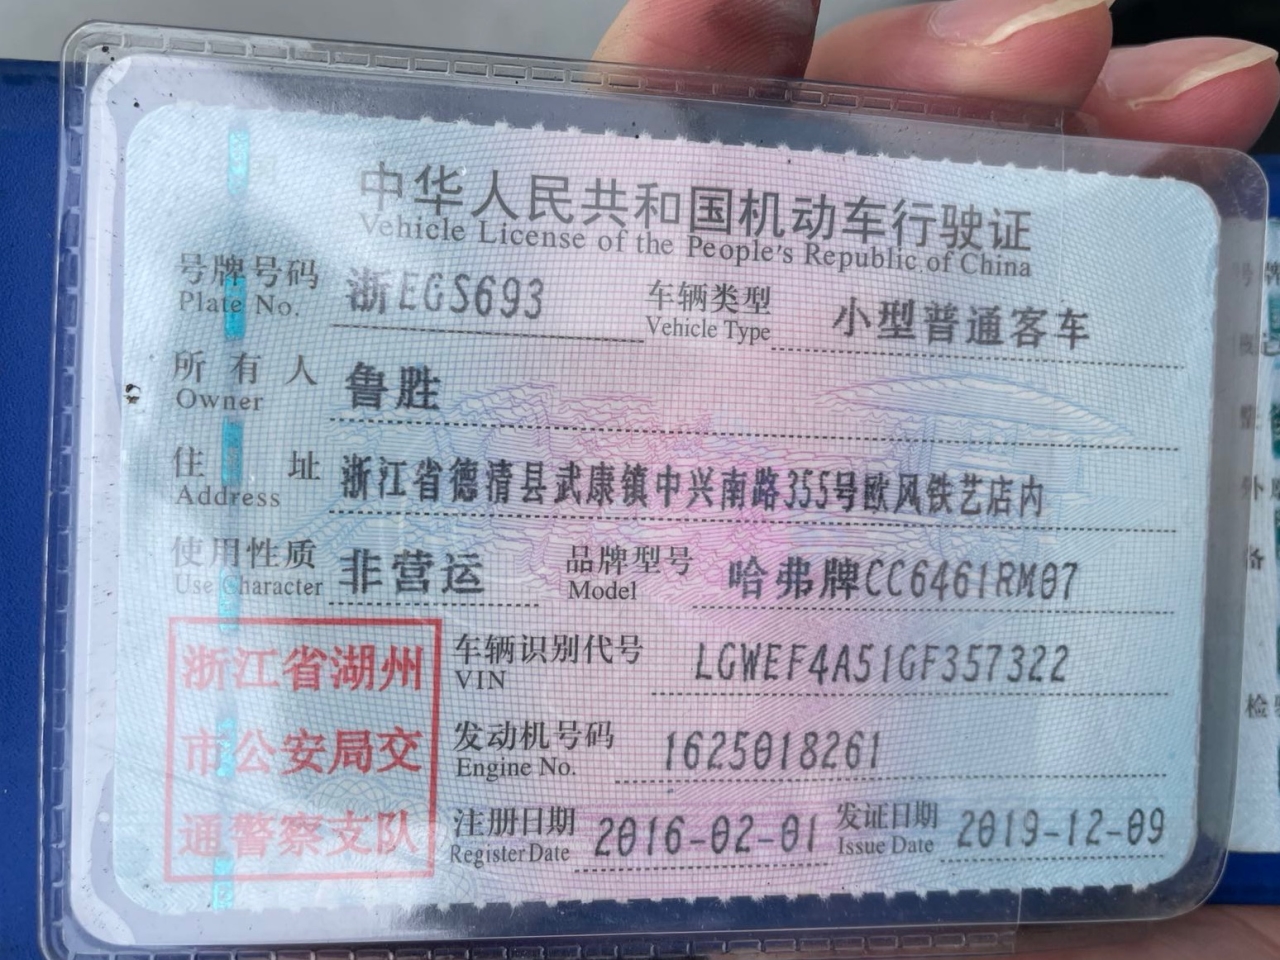 中华人民共和国机动车行驶证
Vehicle License of the People's Republic of China
号牌号码 浙EGS693 车辆类型 小型普通客车
Plate No. Vehicle Type
所有人 鲁胜
Owner
住址 浙江省德清县武康镇中兴南路355号欧风铁艺店内
Address
使用性质 非营运 品牌型号 哈弗牌CC6461RM07
Use Character Model
浙江省湖州
市公安局交
通警察支队
车辆识别代号 LGWEF4A51GF357322
VIN
发动机号码 1625018261
Engine No.
注册日期 2016-02-01 发证日期 2019-12-09
Register Date Issue Date